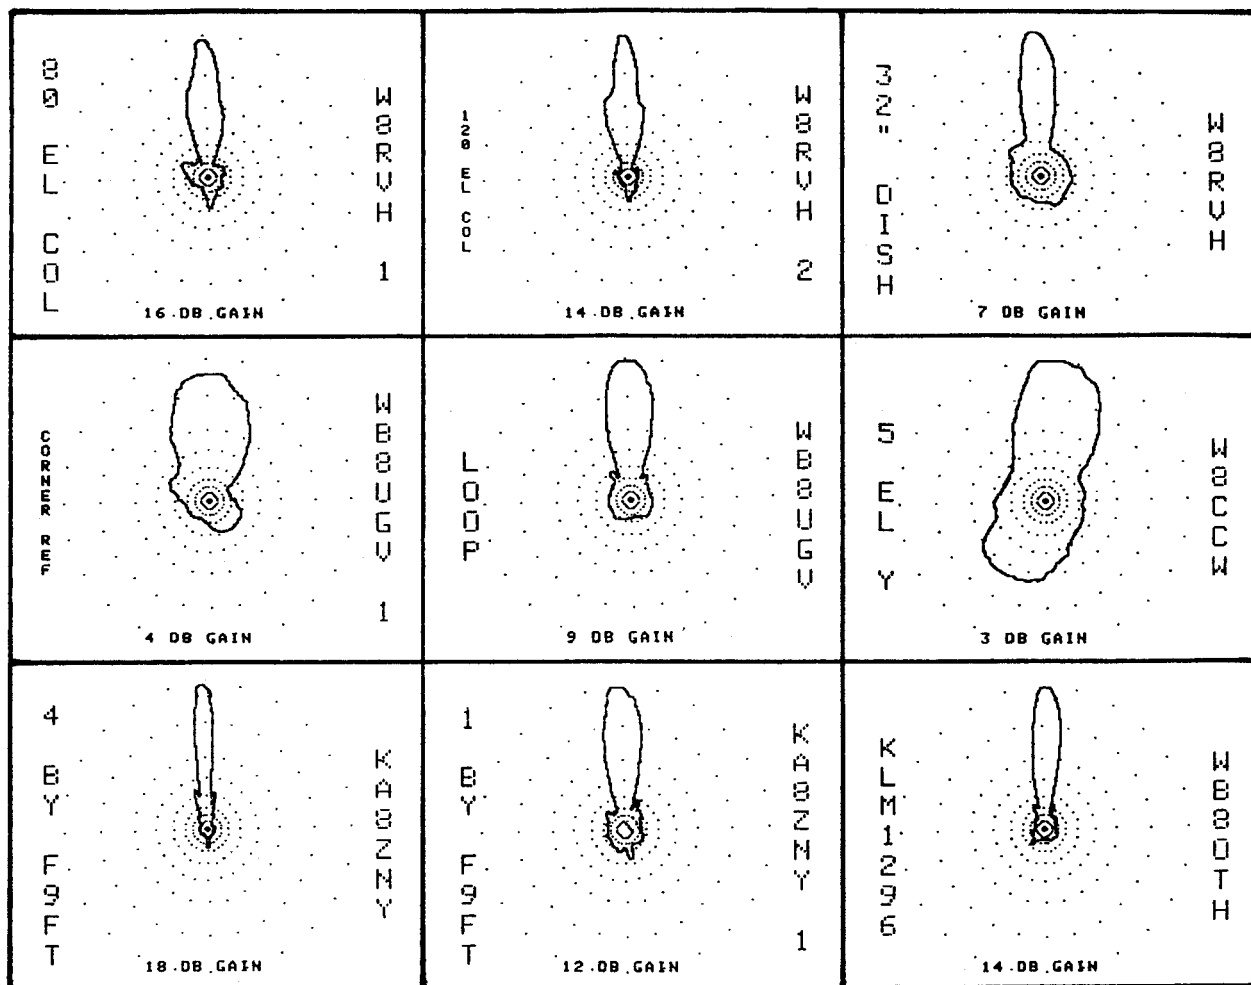 80 EL COL
W8RVH 1
16 DB GAIN
120 EL COL
W8RVH 2
14 DB GAIN
32" DISH
W8RVH
7 DB GAIN
CORNER REF
WB8UGV 1
4 DB GAIN
LOOP
WB8UGV
9 DB GAIN
5 EL Y
W8CCW
3 DB GAIN
4 BY F9FT
KA8ZNY
18 DB GAIN
1 BY F9FT
KA8ZNY 1
12 DB GAIN
KLM1296
WB8OTH
14 DB GAIN